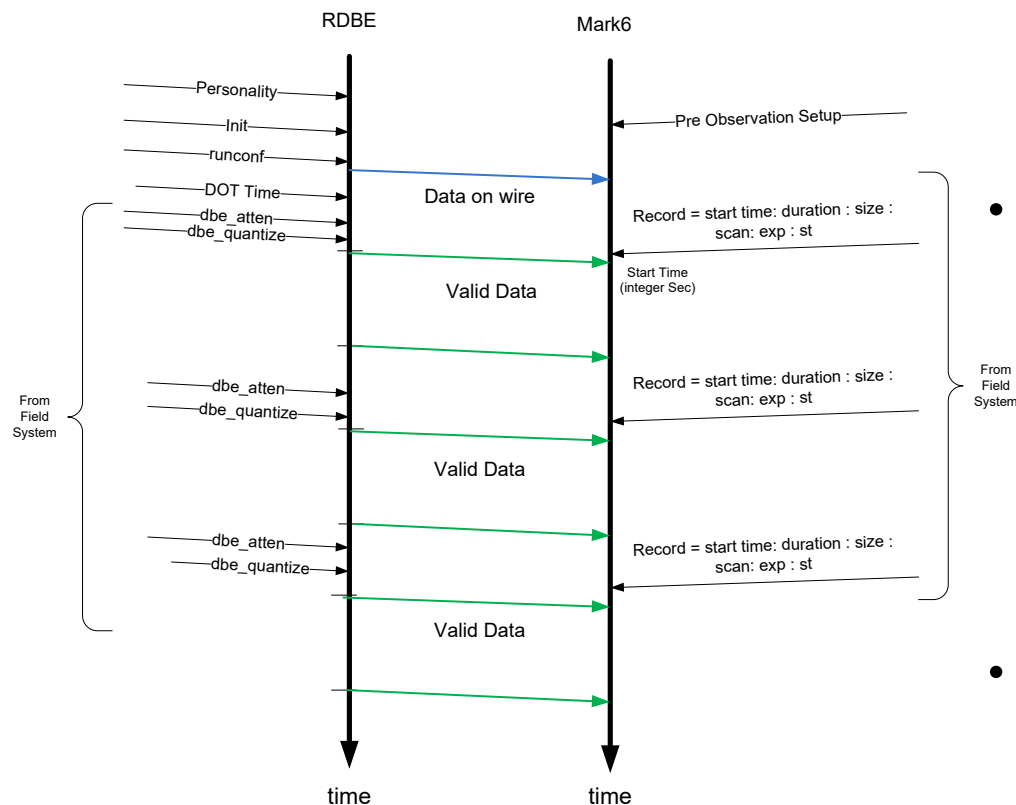 RDBE
Mark6
Personality
Pre Observation Setup
Init
runconf
DOT Time
Data on wire
dbe_atten
Record = start time: duration : size :
scan: exp : st
dbe_quantize
Start Time
(integer Sec)
Valid Data
dbe_atten
Record = start time: duration : size :
scan: exp : st
dbe_quantize
From
Field
System
From
Field
System
Valid Data
dbe_atten
Record = start time: duration : size :
scan: exp : st
dbe_quantize
Valid Data
time
time